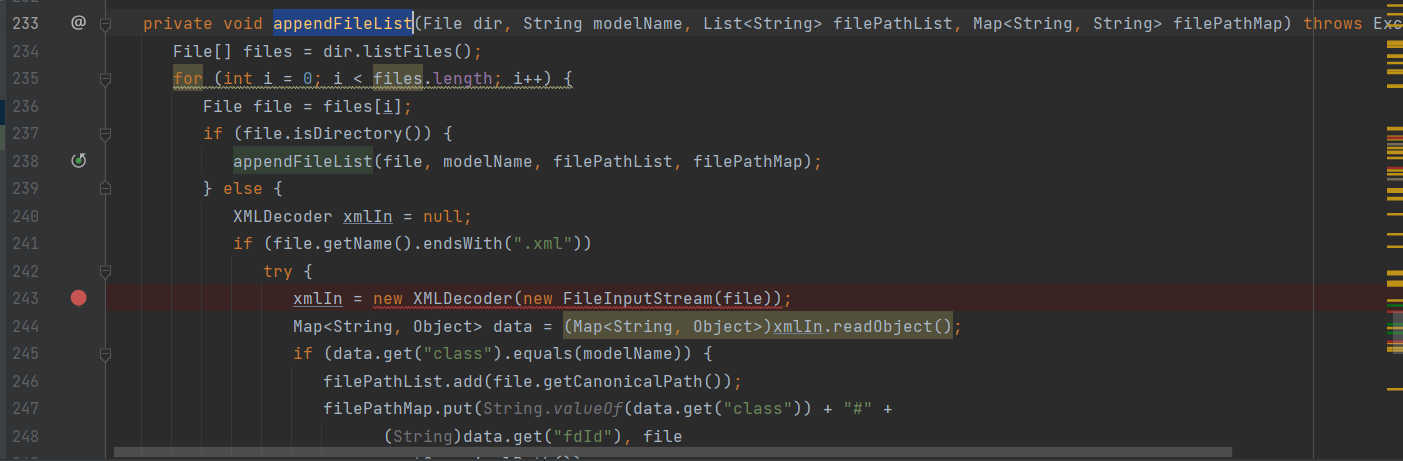 233 @ private void appendFileList(File dir, String modelName, List<String> filePathList, Map<String, String> filePathMap) throws Exc
234 File[] files = dir.listFiles();
235 for (int i = 0; i < files.length; i++) {
236 File file = files[i];
237 if (file.isDirectory()) {
238 appendFileList(file, modelName, filePathList, filePathMap);
239 } else {
240 XMLDecoder xmlIn = null;
241 if (file.getName().endsWith(".xml"))
242 try {
243 xmlIn = new XMLDecoder(new FileInputStream(file));
244 Map<String, Object> data = (Map<String, Object>)xmlIn.readObject();
245 if (data.get("class").equals(modelName)) {
246 filePathList.add(file.getCanonicalPath());
247 filePathMap.put(String.valueOf(data.get("class")) + "#" +
248 (String)data.get("fdId"), file